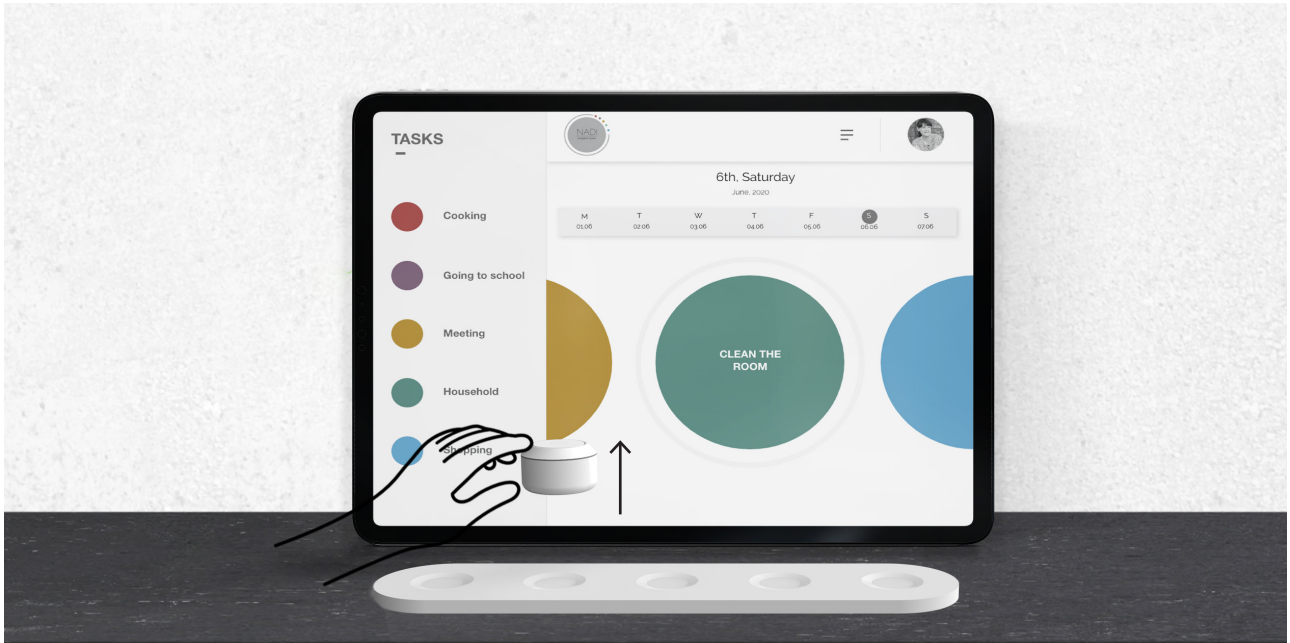 TASKS
Cooking
Going to school
Meeting
Household
Shopping
NADI
6th, Saturday
June, 2020
M T W T F S S
01.06 02.06 03.06 04.06 05.06 06.06 07.06
CLEAN THE
ROOM